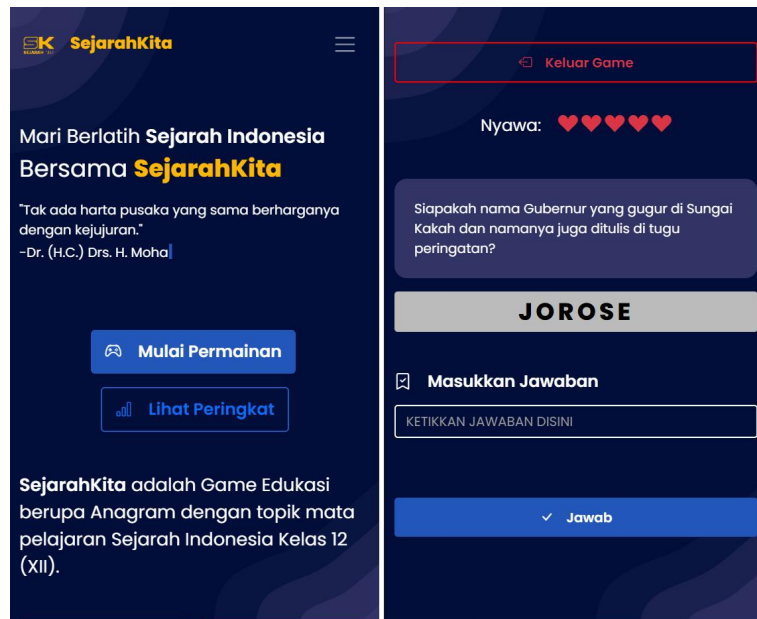 SK SejarahKita
Mari Berlatih Sejarah Indonesia
Bersama SejarahKita
"Tak ada harta pusaka yang sama berharganya
dengan kejujuran."
-Dr. (H.C.) Drs. H. Moha
Mulai Permainan
Lihat Peringkat
SejarahKita adalah Game Edukasi
berupa Anagram dengan topik mata
pelajaran Sejarah Indonesia Kelas 12
(XII).
Keluar Game
Nyawa:
Siapakah nama Gubernur yang gugur di Sungai
Kakah dan namanya juga ditulis di tugu
peringatan?
JOROSE
Masukkan Jawaban
KETIKKAN JAWABAN DISINI
Jawab